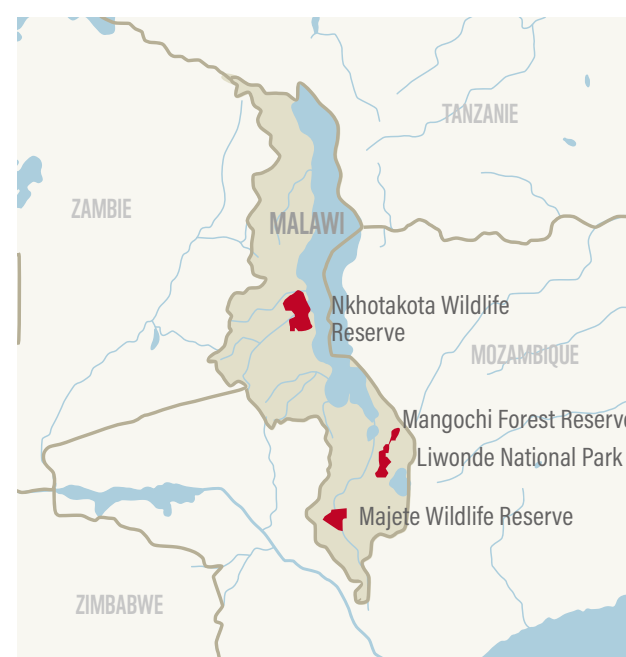 TANZANIE
ZAMBIE
MALAWI
Nkhotakota Wildlife
Reserve
MOZAMBIQUE
Mangochi Forest Reserve
Liwonde National Park
Majete Wildlife Reserve
ZIMBABWE